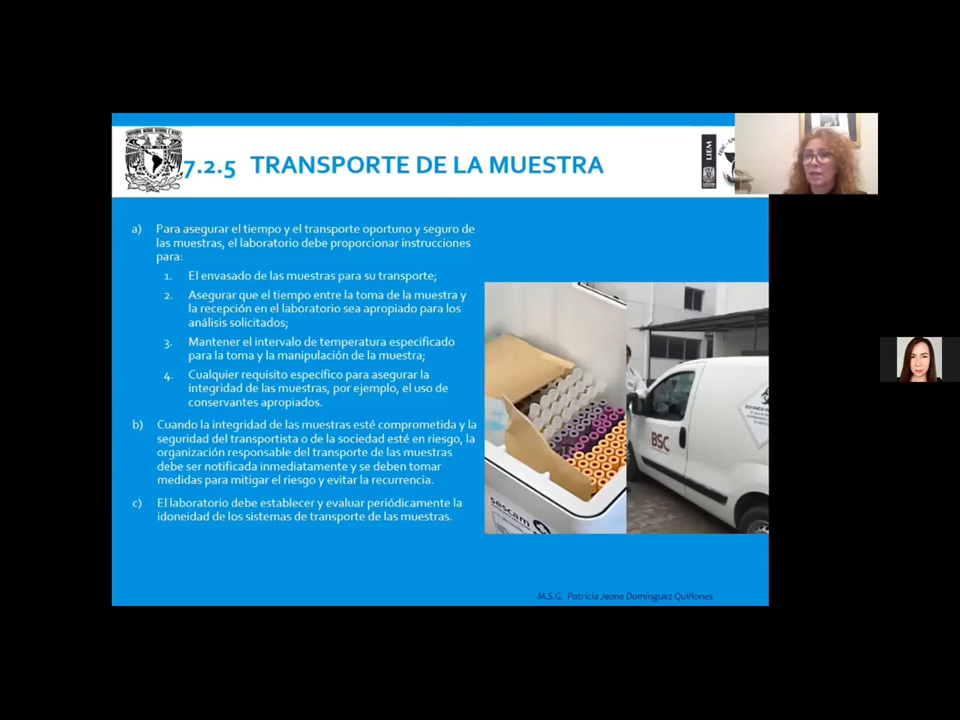 7.2.5 TRANSPORTE DE LA MUESTRA
LIEM
a) Para asegurar el tiempo y el transporte oportuno y seguro de
las muestras, el laboratorio debe proporcionar instrucciones
para:
1. El envasado de las muestras para su transporte;
2. Asegurar que el tiempo entre la toma de la muestra y
la recepción en el laboratorio sea apropiado para los
análisis solicitados;
3. Mantener el intervalo de temperatura especificado
para la toma y la manipulación de la muestra;
4. Cualquier requisito específico para asegurar la
integridad de las muestras, por ejemplo, el uso de
conservantes apropiados.
b) Cuando la integridad de las muestras esté comprometida y la
seguridad del transportista o de la sociedad esté en riesgo, la
organización responsable del transporte de las muestras
debe ser notificada inmediatamente y se deben tomar
medidas para mitigar el riesgo y evitar la recurrencia.
c) El laboratorio debe establecer y evaluar periódicamente la
idoneidad de los sistemas de transporte de las muestras.
sescam
BSC
M.S.G. Patricia Jeane Domínguez Quiñones